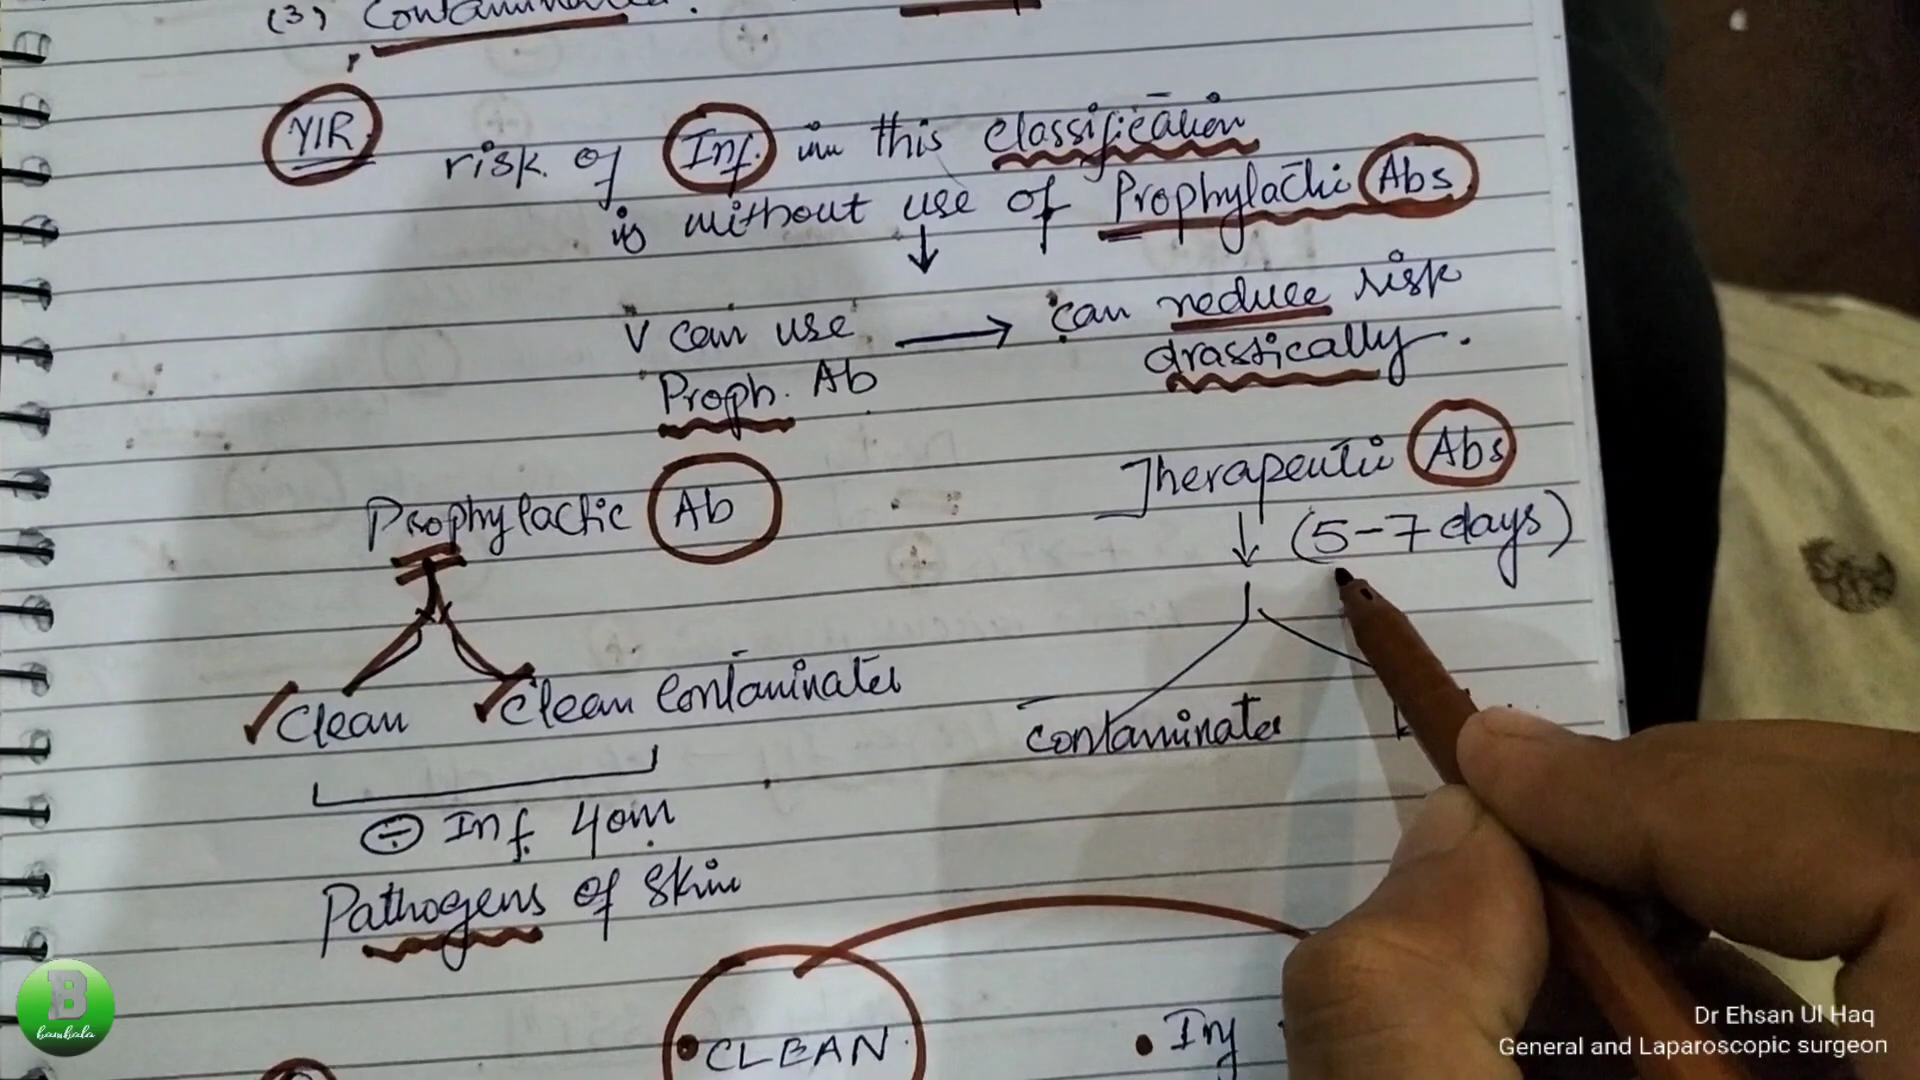 (3) Contaminated.
YIR
risk of Inf. in this classification
is without use of Prophylactic Abs
V can use → can reduce risk
Proph. Ab drastically.
Prophylactic Ab
Therapeutic Abs
(5-7 days)
Clean Clean Contaminated
contaminated
Inf. 4om
Pathogens of Skin
• CLEAN
B
bambala
Dr Ehsan Ul Haq
General and Laparoscopic surgeon